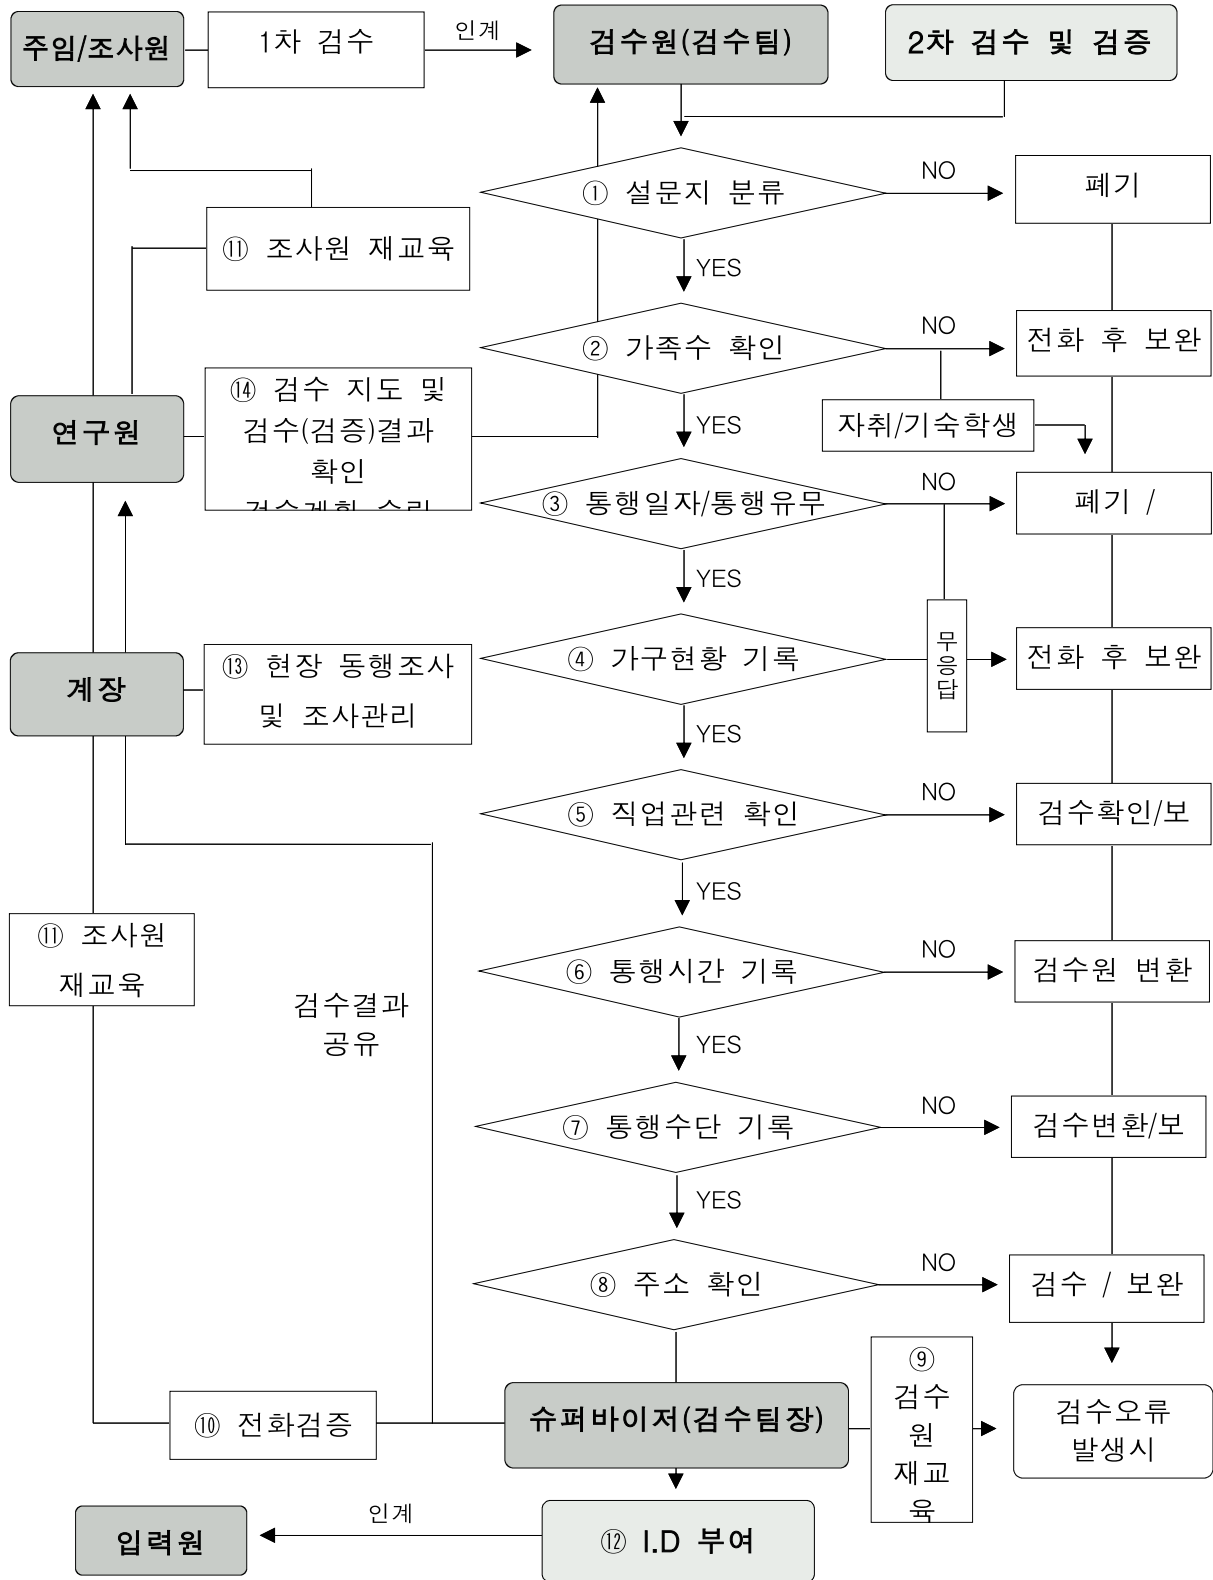 주임/조사원
1차 검수
인계
검수원(검수팀)
2차 검수 및 검증
① 설문지 분류
NO
폐기
YES
⑪ 조사원 재교육
② 가족수 확인
NO
전화 후 보완
YES
자취/기숙학생
연구원
⑭ 검수 지도 및
검수(검증)결과
확인
검수계획 수립
③ 통행일자/통행유무
NO
폐기 /
YES
무응답
④ 가구현황 기록
전화 후 보완
YES
계장
⑬ 현장 동행조사
및 조사관리
⑤ 직업관련 확인
NO
검수확인/보
YES
⑪ 조사원
재교육
검수결과
공유
⑥ 통행시간 기록
NO
검수원 변환
YES
⑦ 통행수단 기록
NO
검수변환/보
YES
⑧ 주소 확인
NO
검수 / 보완
⑨
검수
원
재교
육
⑩ 전화검증
슈퍼바이저(검수팀장)
검수오류
발생시
입력원
인계
⑫ I.D 부여